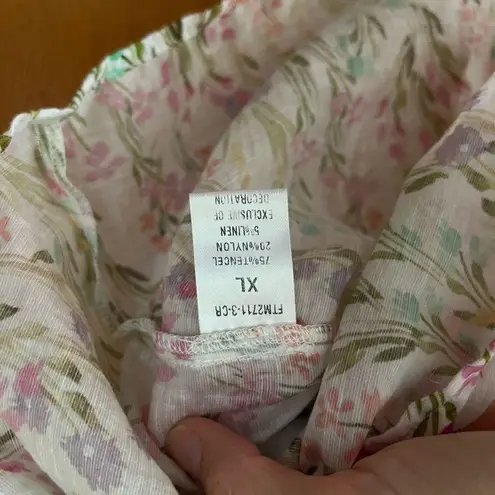 FTM2711-3-CR
XL
75%TENCEL
20%NYLON
5%LINEN
EXCLUSIVE OF
DECORATION